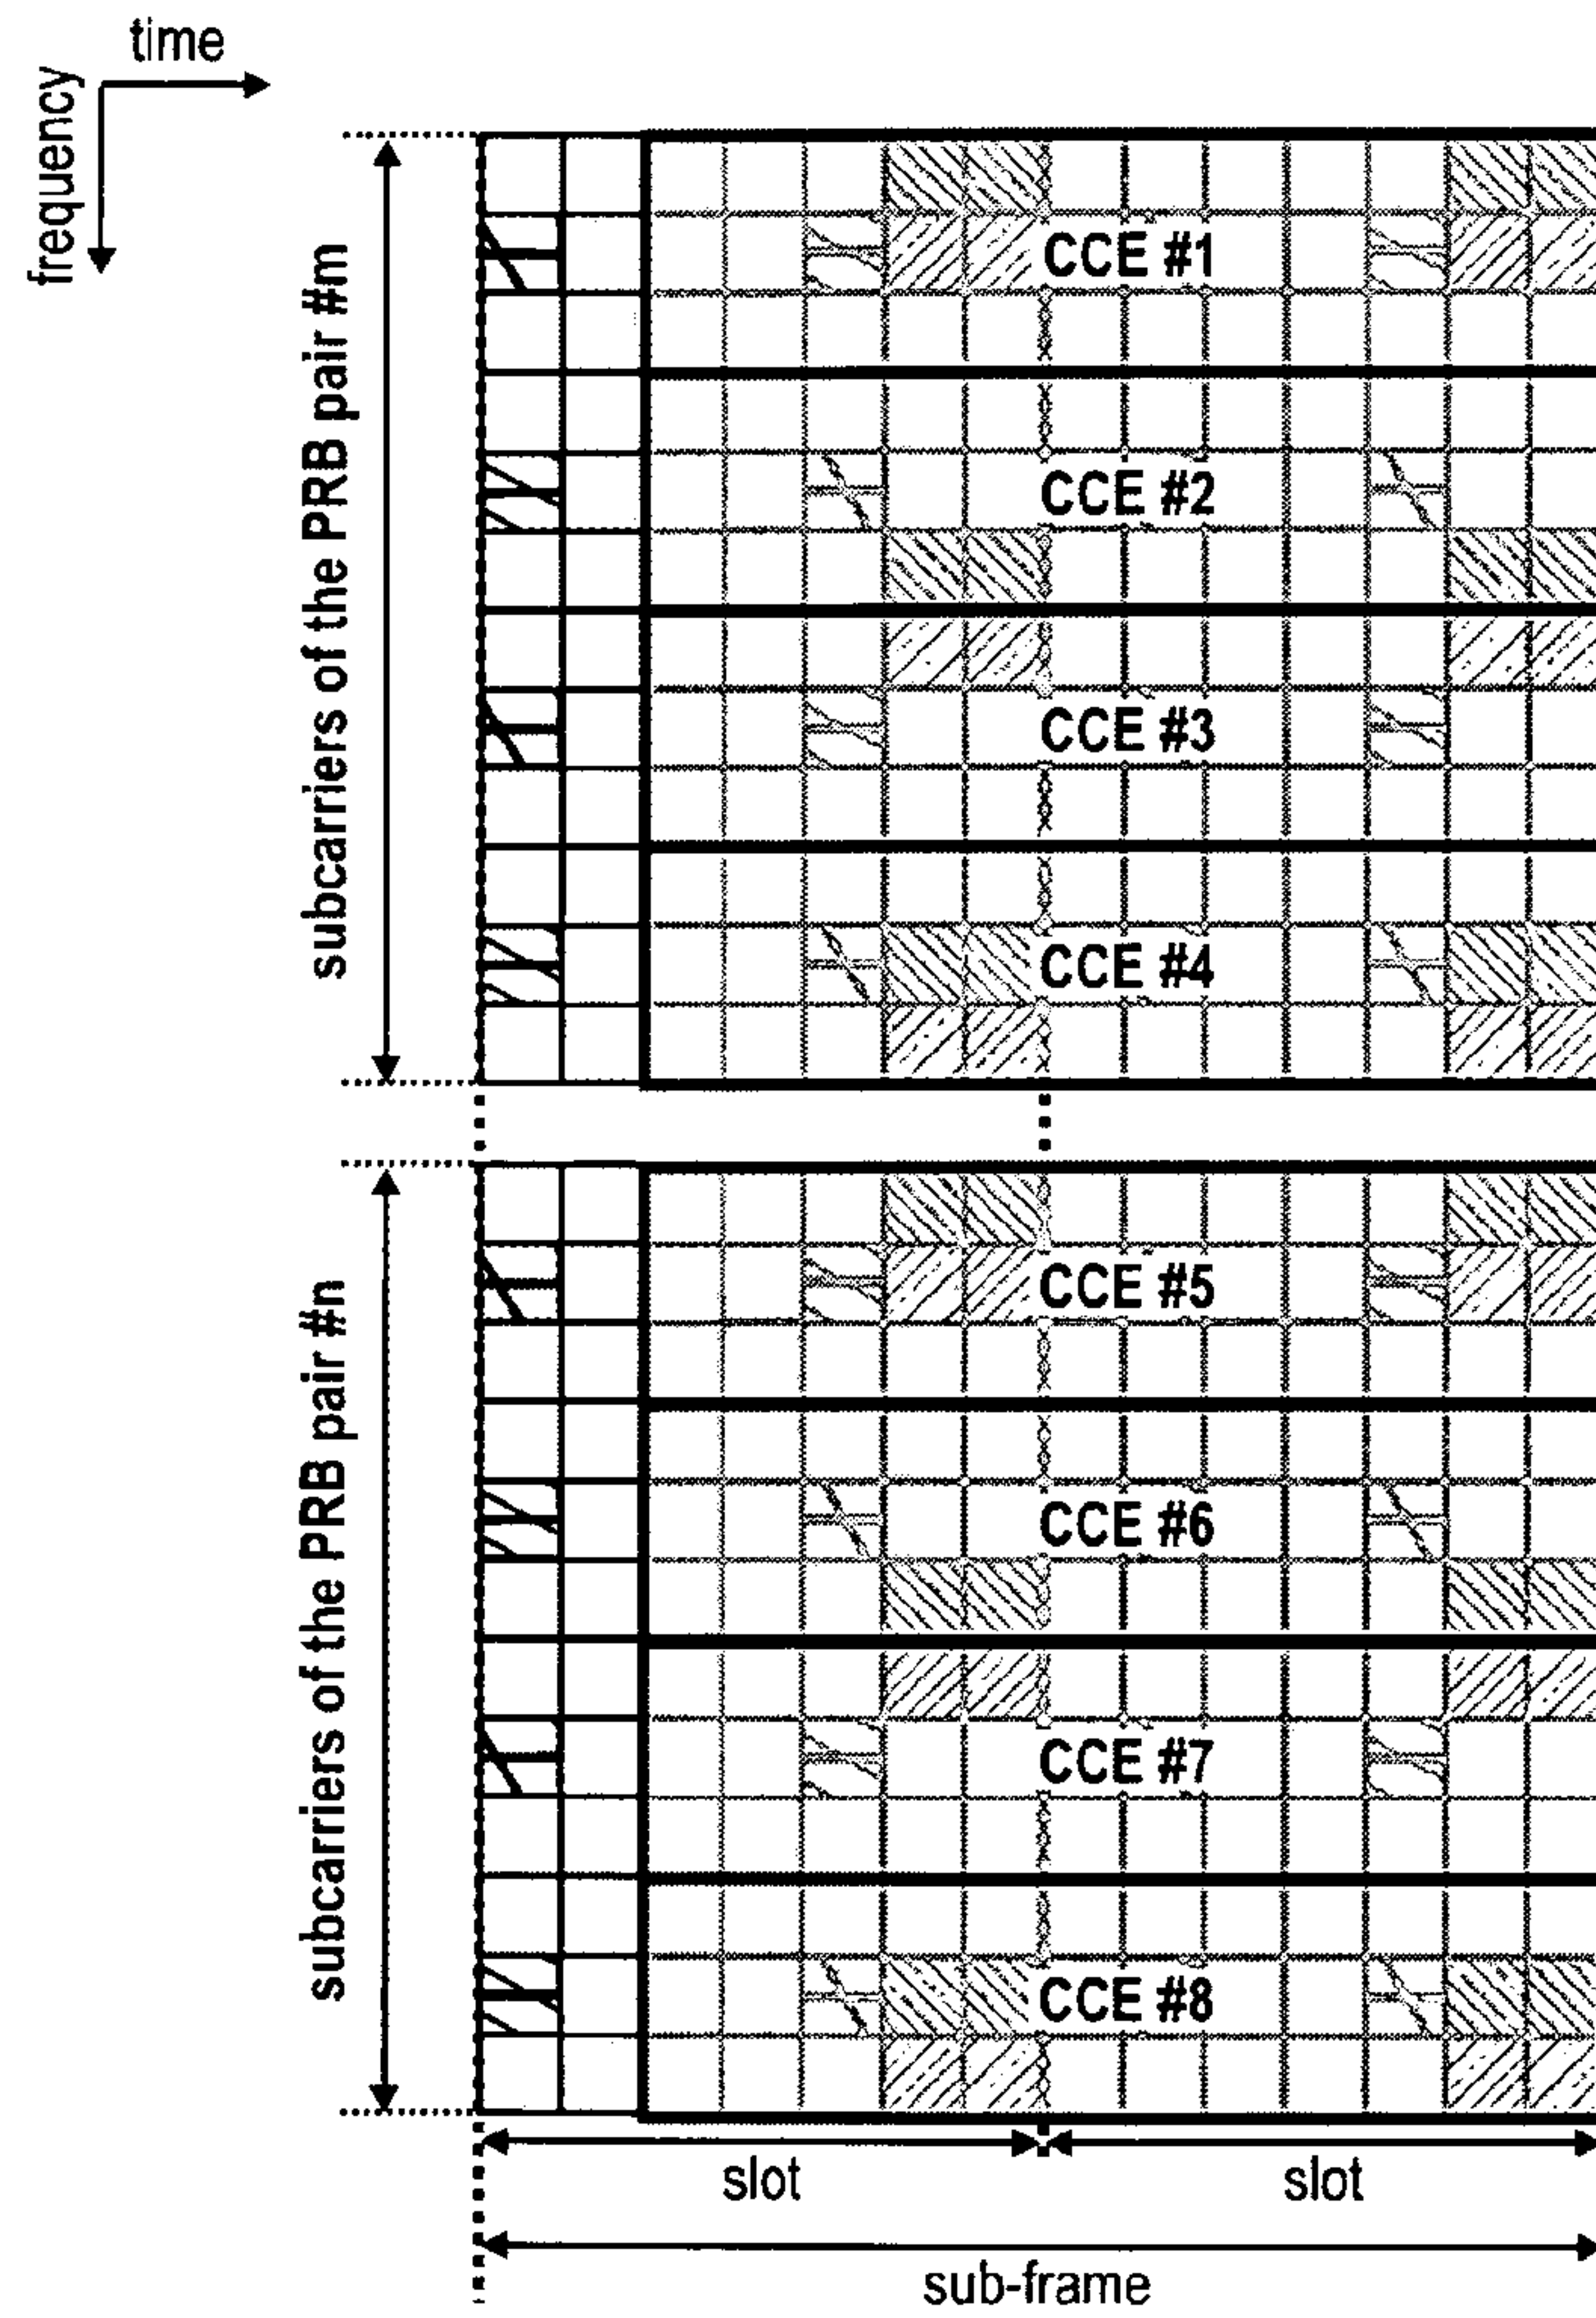 time
frequency
subcarriers of the PRB pair #m
CCE #1
CCE #2
CCE #3
CCE #4
subcarriers of the PRB pair #n
CCE #5
CCE #6
CCE #7
CCE #8
slot slot
sub-frame